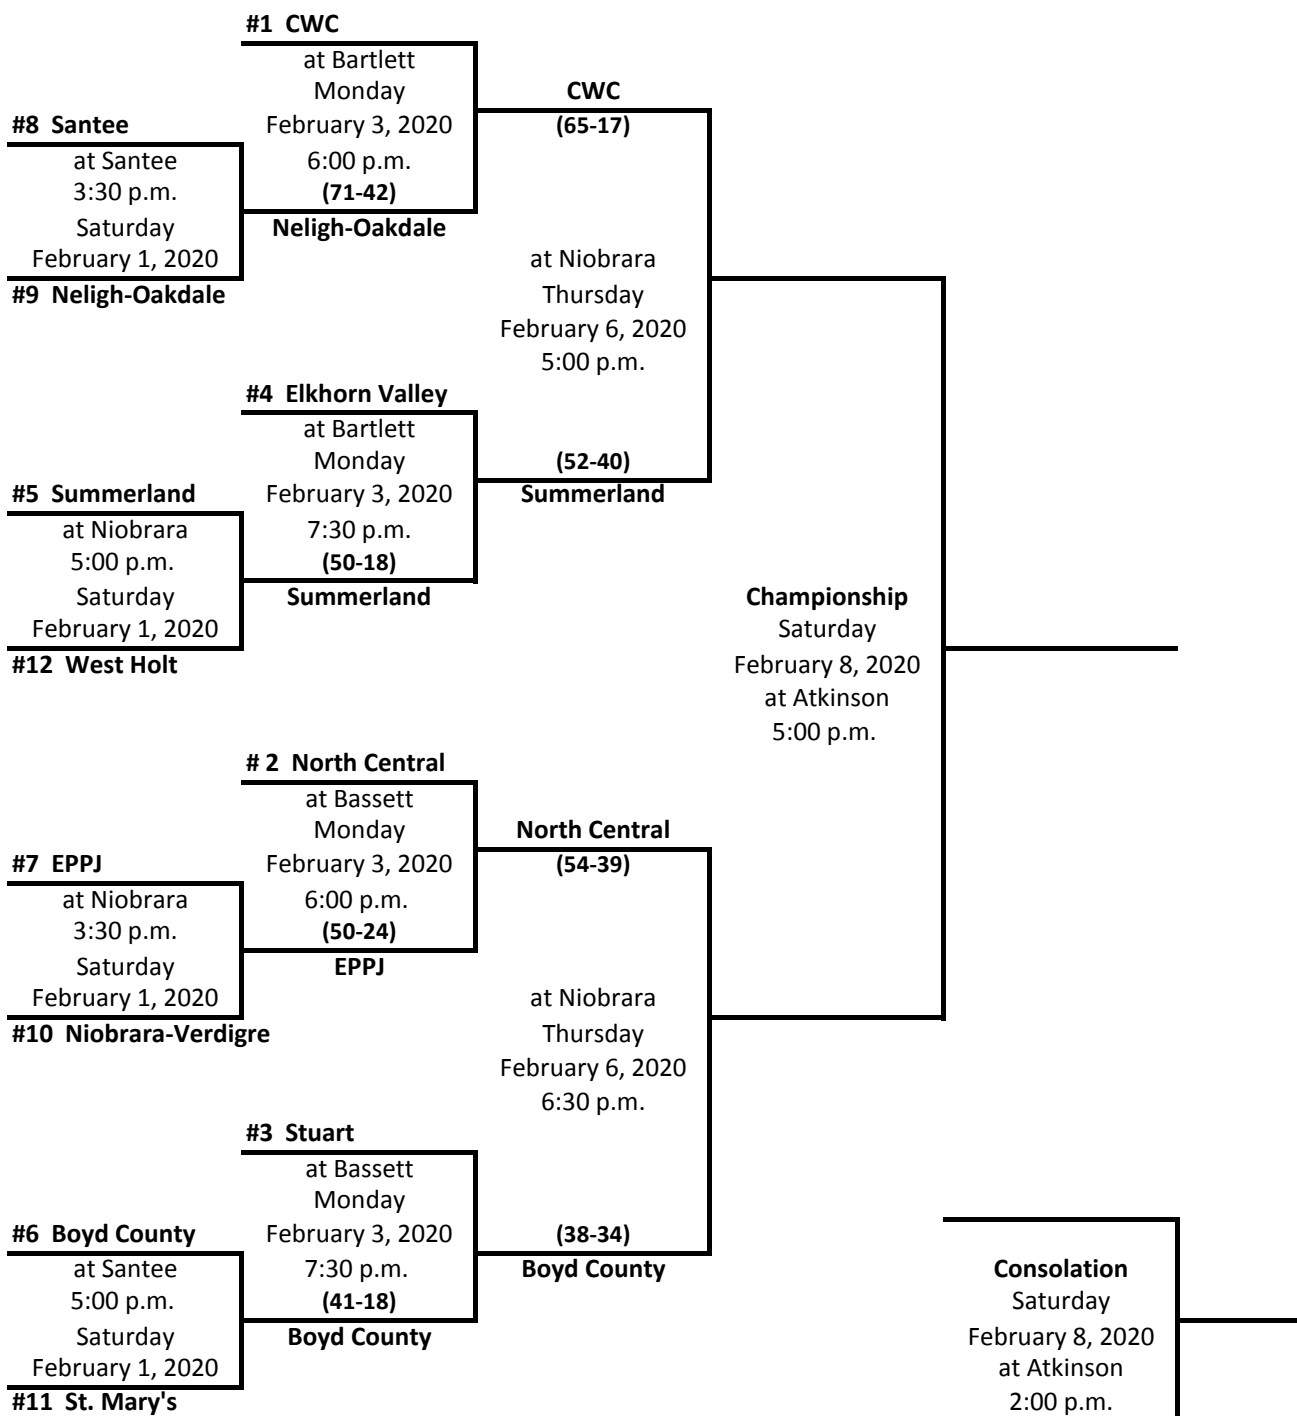 #1 CWC
at Bartlett
Monday
February 3, 2020
6:00 p.m.
(71-42)
Neligh-Oakdale
CWC
(65-17)
#8 Santee
at Santee
3:30 p.m.
Saturday
February 1, 2020
#9 Neligh-Oakdale
at Niobrara
Thursday
February 6, 2020
5:00 p.m.
#4 Elkhorn Valley
at Bartlett
Monday
February 3, 2020
7:30 p.m.
(50-18)
Summerland
(52-40)
Summerland
#5 Summerland
at Niobrara
5:00 p.m.
Saturday
February 1, 2020
#12 West Holt
Championship
Saturday
February 8, 2020
at Atkinson
5:00 p.m.
# 2 North Central
at Bassett
Monday
February 3, 2020
6:00 p.m.
(50-24)
EPPJ
North Central
(54-39)
#7 EPPJ
at Niobrara
3:30 p.m.
Saturday
February 1, 2020
#10 Niobrara-Verdigre
at Niobrara
Thursday
February 6, 2020
6:30 p.m.
#3 Stuart
at Bassett
Monday
February 3, 2020
7:30 p.m.
(41-18)
Boyd County
(38-34)
Boyd County
#6 Boyd County
at Santee
5:00 p.m.
Saturday
February 1, 2020
#11 St. Mary's
Consolation
Saturday
February 8, 2020
at Atkinson
2:00 p.m.